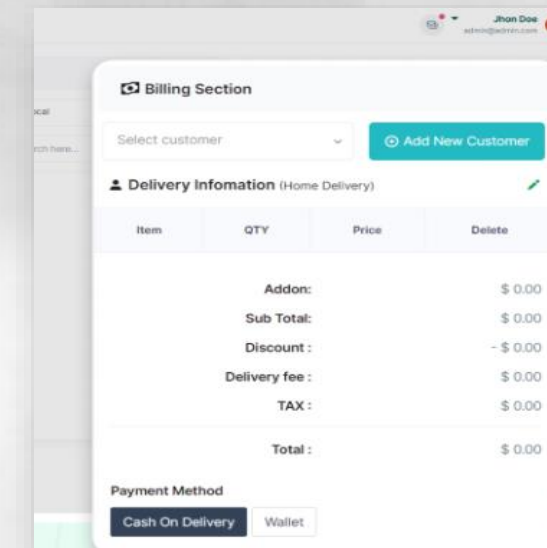 Jhon Doe
admin@admin.com
Billing Section
Select customer
Add New Customer
Delivery Infomation (Home Delivery)
Item QTY Price Delete
Addon: $ 0.00
Sub Total: $ 0.00
Discount : - $ 0.00
Delivery fee : $ 0.00
TAX : $ 0.00
Total : $ 0.00
Payment Method
Cash On Delivery Wallet